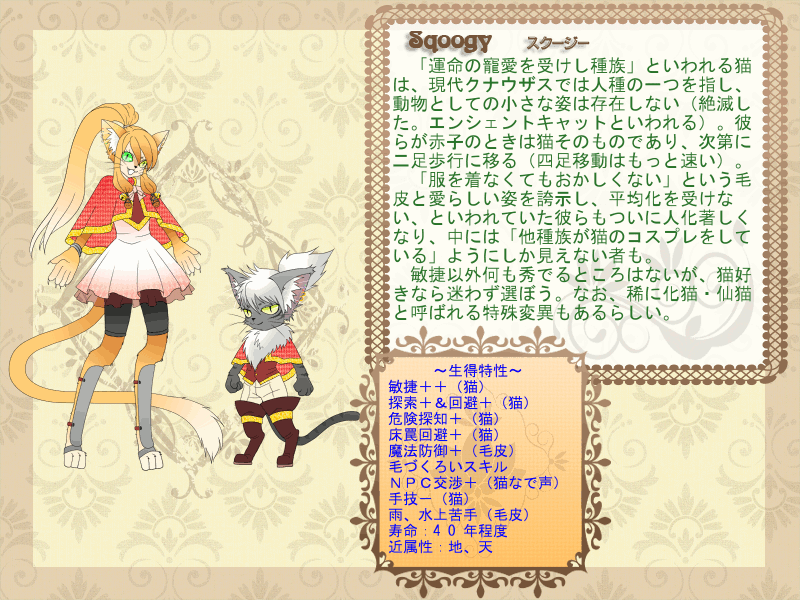 Sqoogy　スクージー
　「運命の寵愛を受けし種族」といわれる猫
は、現代クナウザスでは人種の一つを指し、
動物としての小さな姿は存在しない（絶滅し
た。エンシェントキャットといわれる）。彼
らが赤子のときは猫そのものであり、次第に
二足歩行に移る（四足移動はもっと速い）。
　「服を着なくてもおかしくない」という毛
皮と愛らしい姿を誇示し、平均化を受けな
い、といわれていた彼らもついに人化著しく
なり、中には「他種族が猫のコスプレをして
いる」ようにしか見えない者も。
　敏捷以外何も秀でるところはないが、猫好
きなら迷わず選ぼう。なお、稀に化猫・仙猫
と呼ばれる特殊変異もあるらしい。
～生得特性～
敏捷＋＋（猫）
探索＋＆回避＋（猫）
危険探知＋（猫）
床罠回避＋（猫）
魔法防御＋（毛皮）
毛づくろいスキル
ＮＰＣ交渉＋（猫なで声）
手技－（猫）
雨、水上苦手（毛皮）
寿命：４０年程度
近属性：地、天